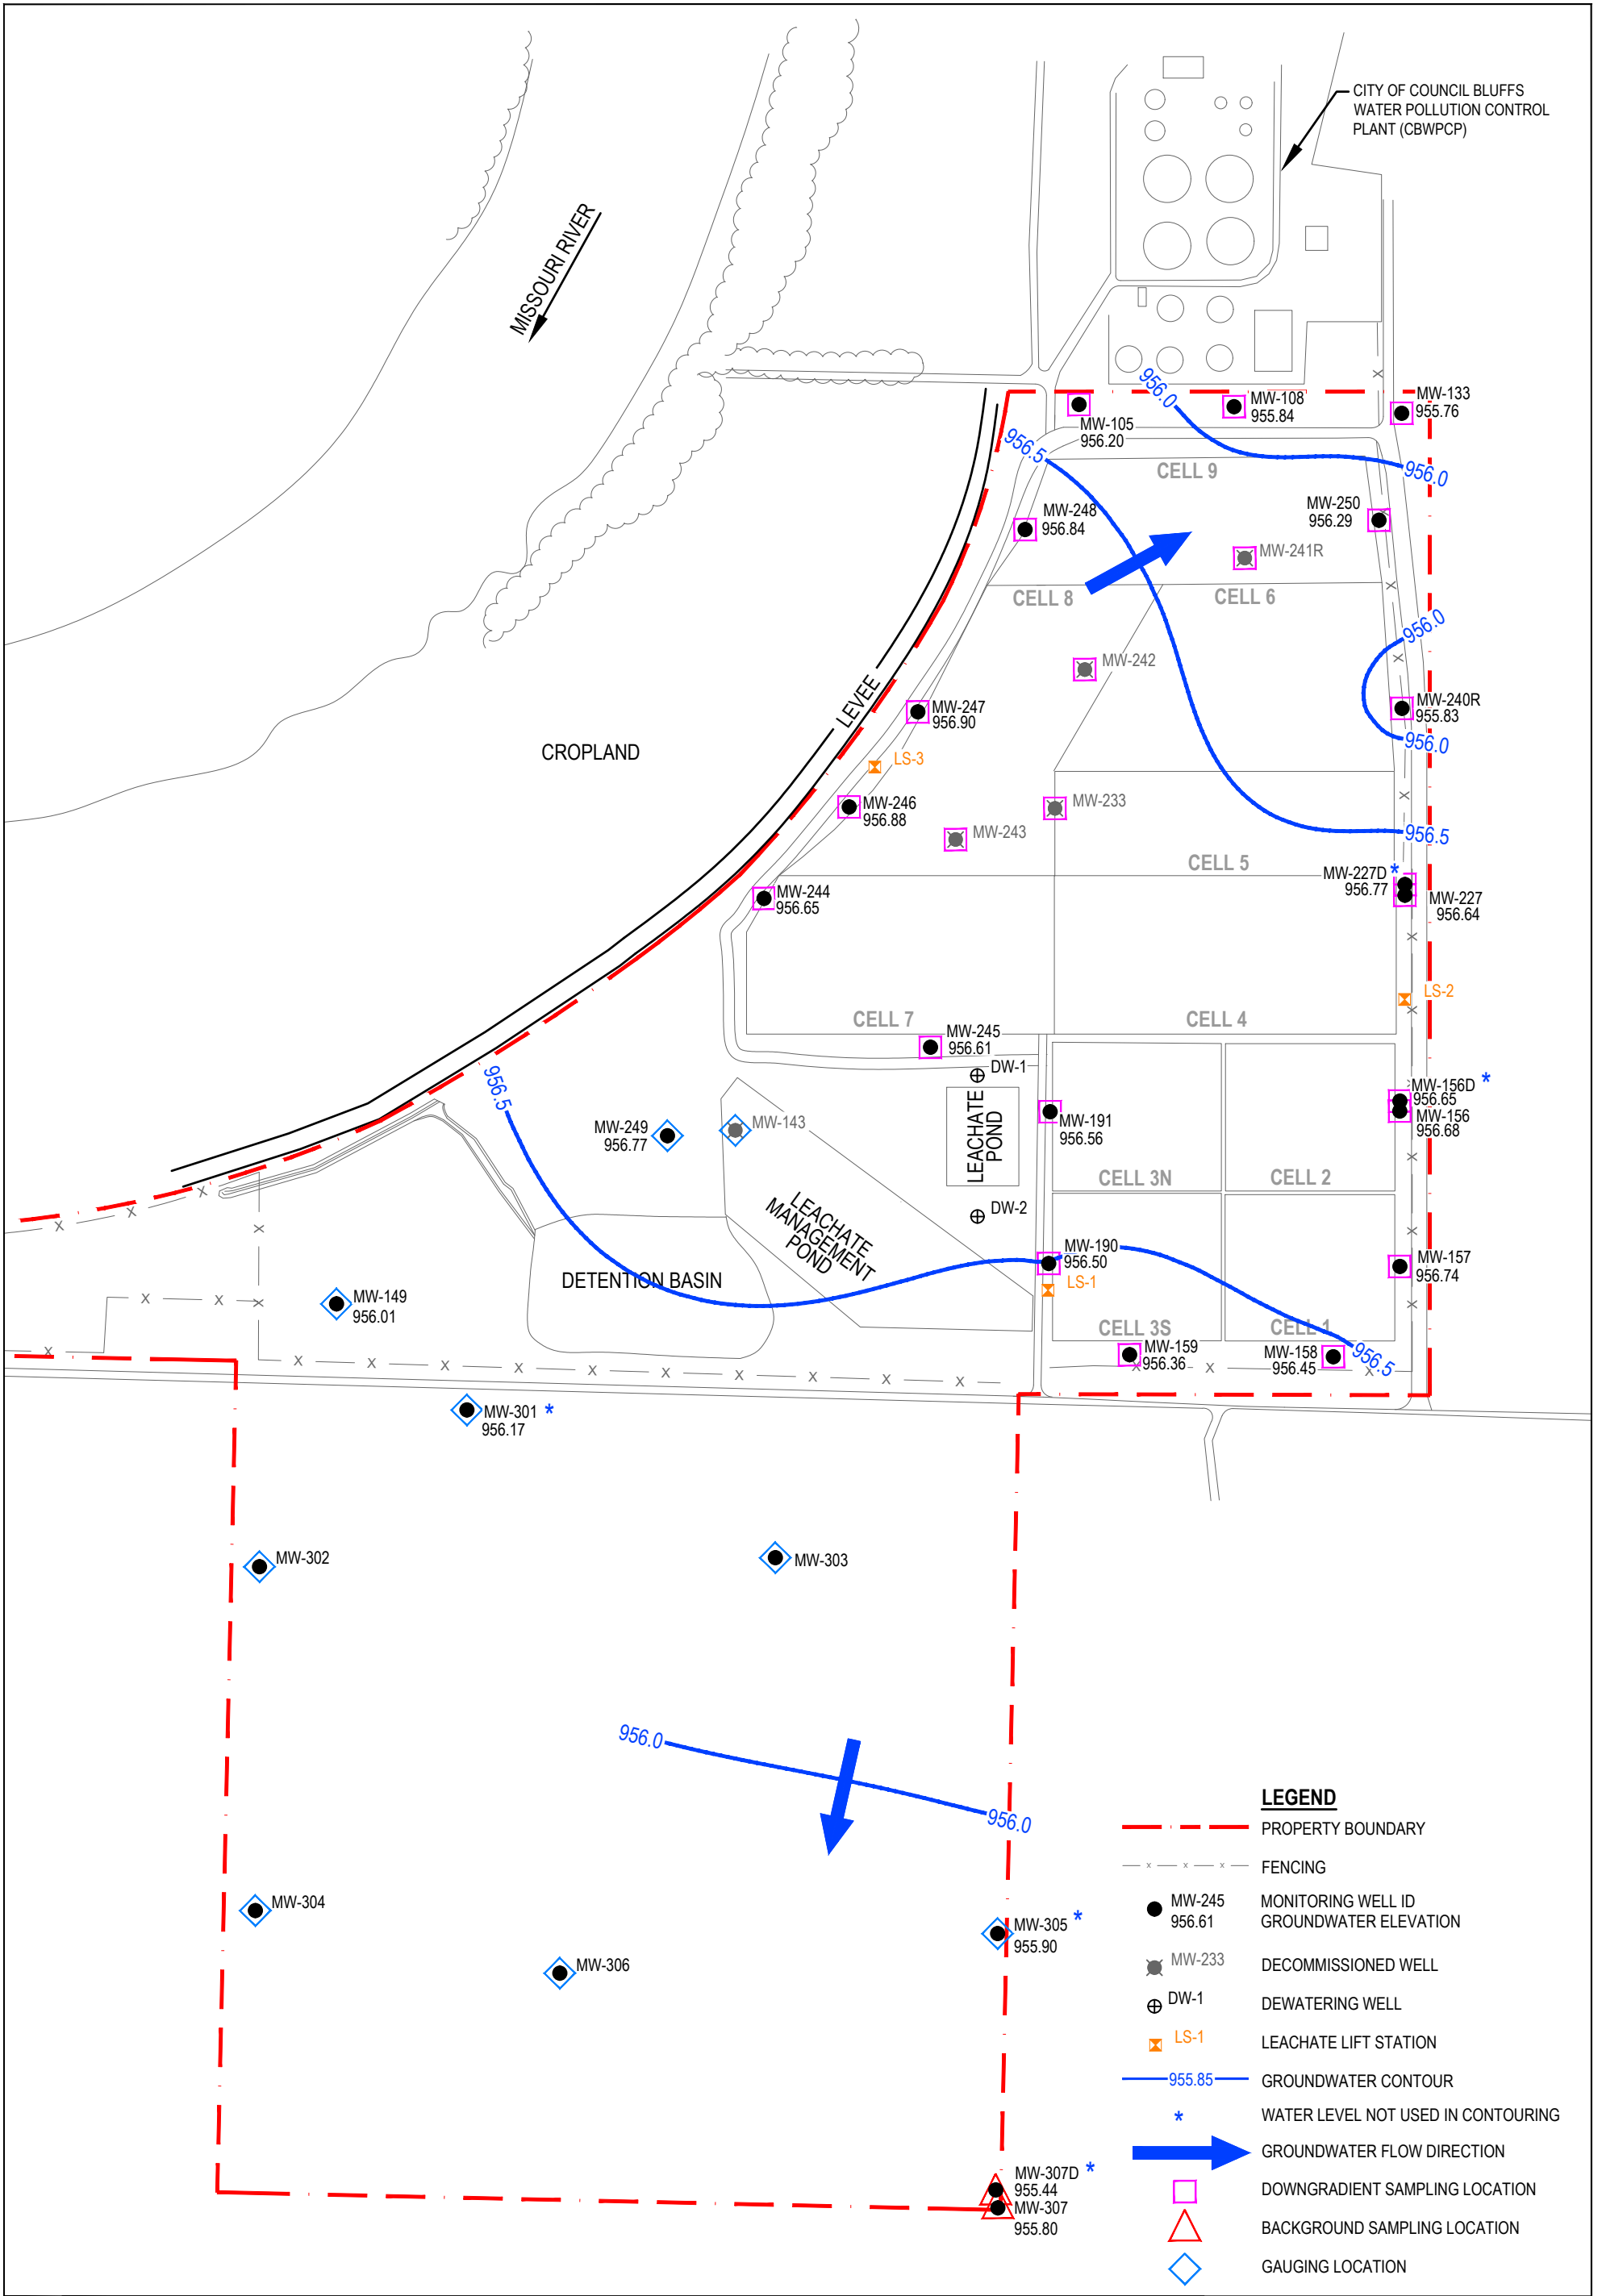 CITY OF COUNCIL BLUFFS
WATER POLLUTION CONTROL
PLANT (CBWPCP)
MISSOURI RIVER
956.0
MW-108
955.84
MW-133
955.76
MW-105
956.20
956.5
CELL 9
956.0
MW-250
956.29
MW-248
956.84
MW-241R
CELL 8
CELL 6
956.0
MW-242
LEVEE
MW-247
956.90
MW-240R
955.83
956.0
CROPLAND
LS-3
MW-246
956.88
MW-233
MW-243
956.5
CELL 5
MW-227D *
956.77
MW-244
956.65
MW-227
956.64
LS-2
CELL 7
CELL 4
MW-245
956.61
DW-1
956.5
MW-156D *
956.65
MW-156
956.68
LEACHATE
POND
MW-191
956.56
MW-249
956.77
MW-143
CELL 3N
CELL 2
DW-2
LEACHATE
MANAGEMENT
POND
MW-190
956.50
MW-157
956.74
DETENTION BASIN
LS-1
MW-149
956.01
CELL 3S
CELL 1
MW-159
956.36
MW-158
956.45
956.5
MW-301 *
956.17
MW-302
MW-303
956.0
956.0
MW-304
MW-305 *
955.90
MW-306
MW-307D *
955.44
MW-307
955.80
LEGEND
PROPERTY BOUNDARY
x x x FENCING
MW-245 MONITORING WELL ID
956.61 GROUNDWATER ELEVATION
MW-233 DECOMMISSIONED WELL
DW-1 DEWATERING WELL
LS-1 LEACHATE LIFT STATION
955.85 GROUNDWATER CONTOUR
* WATER LEVEL NOT USED IN CONTOURING
GROUNDWATER FLOW DIRECTION
DOWNGRADIENT SAMPLING LOCATION
BACKGROUND SAMPLING LOCATION
GAUGING LOCATION